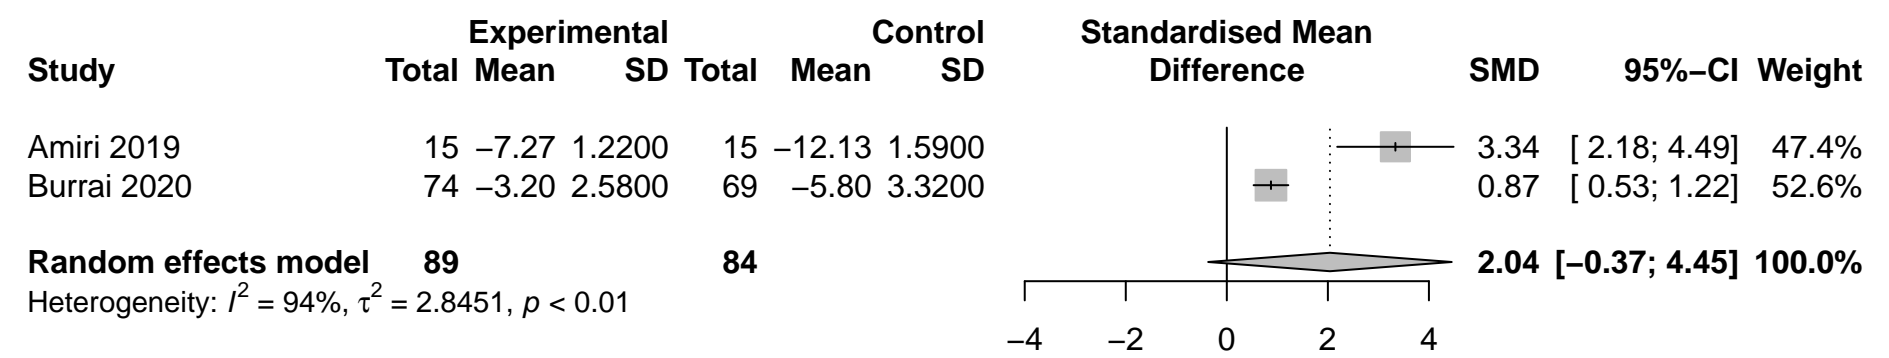 Experimental Control Standardised Mean
Study Total Mean SD Total Mean SD Difference SMD 95%−CI Weight
Amiri 2019 15 −7.27 1.2200 15 −12.13 1.5900 3.34 [ 2.18; 4.49] 47.4%
Burrai 2020 74 −3.20 2.5800 69 −5.80 3.3200 0.87 [ 0.53; 1.22] 52.6%
Random effects model 89 84 2.04 [−0.37; 4.45] 100.0%
Heterogeneity: I² = 94%, τ² = 2.8451, p < 0.01
−4 −2 0 2 4